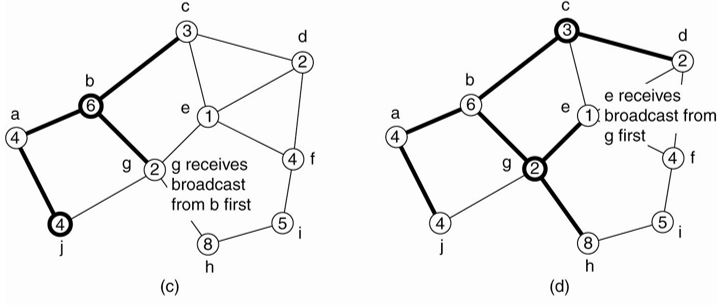 c
3
d
2
b
6
a
4
e
1
g
2
g receives
broadcast
from b first
4
f
4
j
5
i
8
h
(c)
c
3
d
2
b
6
a
4
e
1
e receives
broadcast from
g first
g
2
4
f
4
j
5
i
8
h
(d)